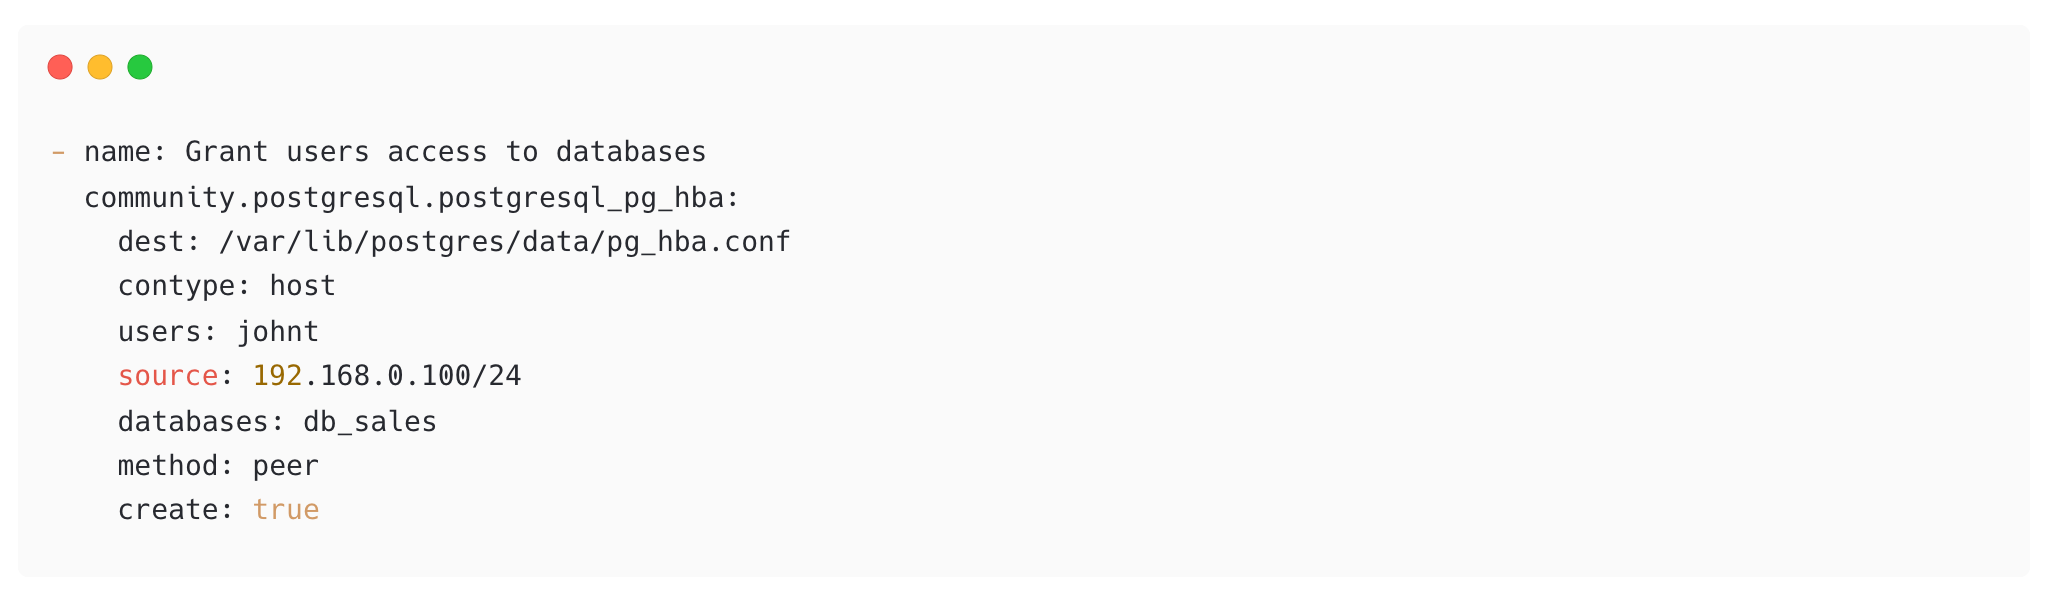 - name: Grant users access to databases
  community.postgresql.postgresql_pg_hba:
    dest: /var/lib/postgres/data/pg_hba.conf
    contype: host
    users: johnt
    source: 192.168.0.100/24
    databases: db_sales
    method: peer
    create: true